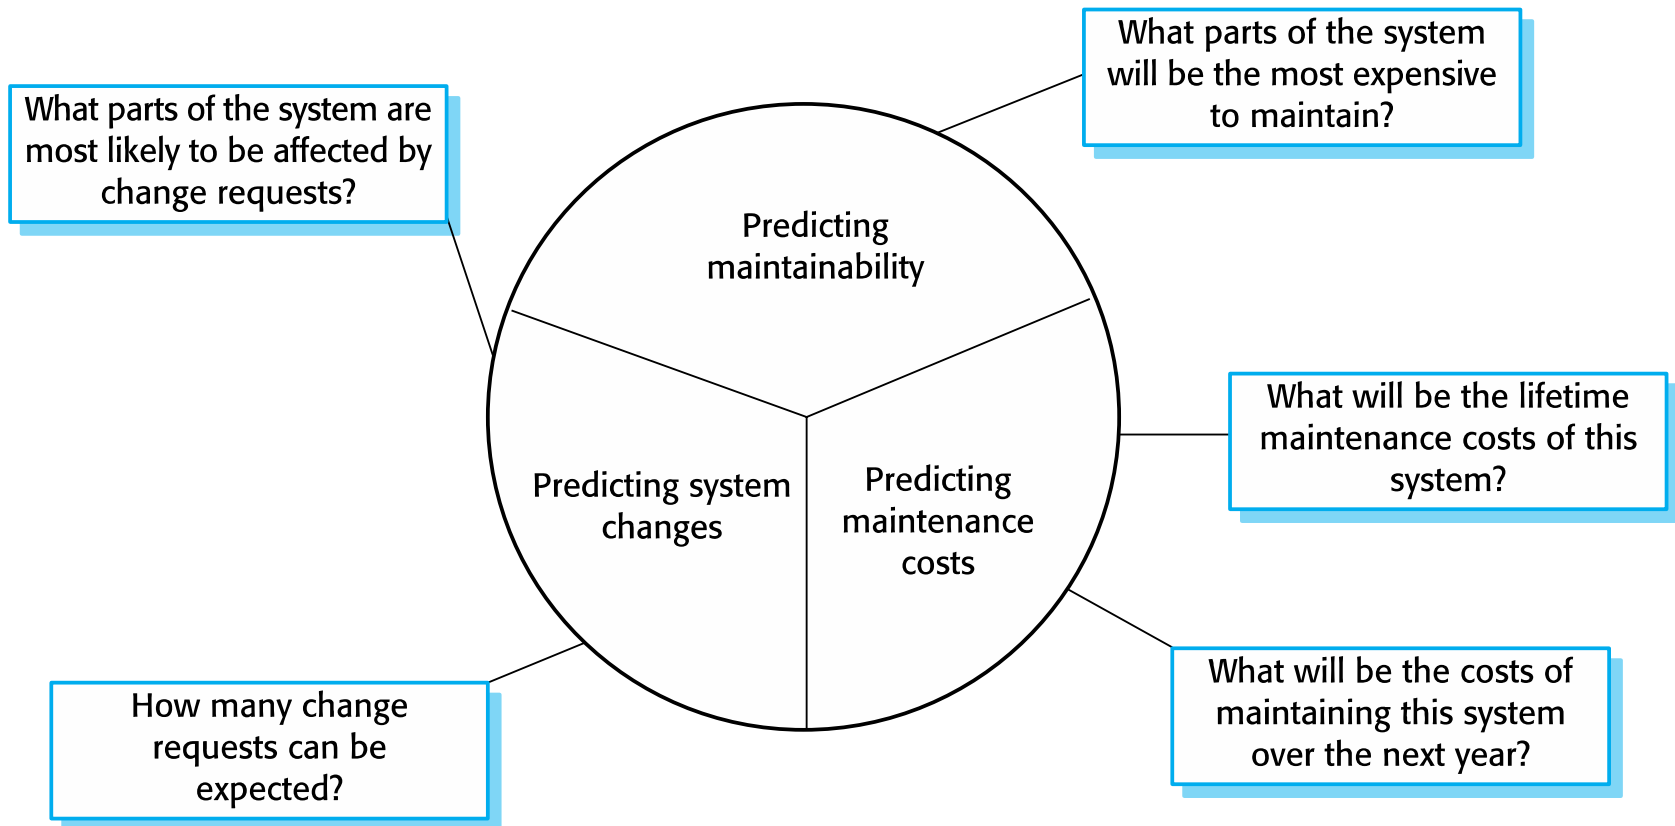 What parts of the system
will be the most expensive
to maintain?
What parts of the system are
most likely to be affected by
change requests?
Predicting
maintainability
What will be the lifetime
maintenance costs of this
system?
Predicting system
changes
Predicting
maintenance
costs
What will be the costs of
maintaining this system
over the next year?
How many change
requests can be
expected?